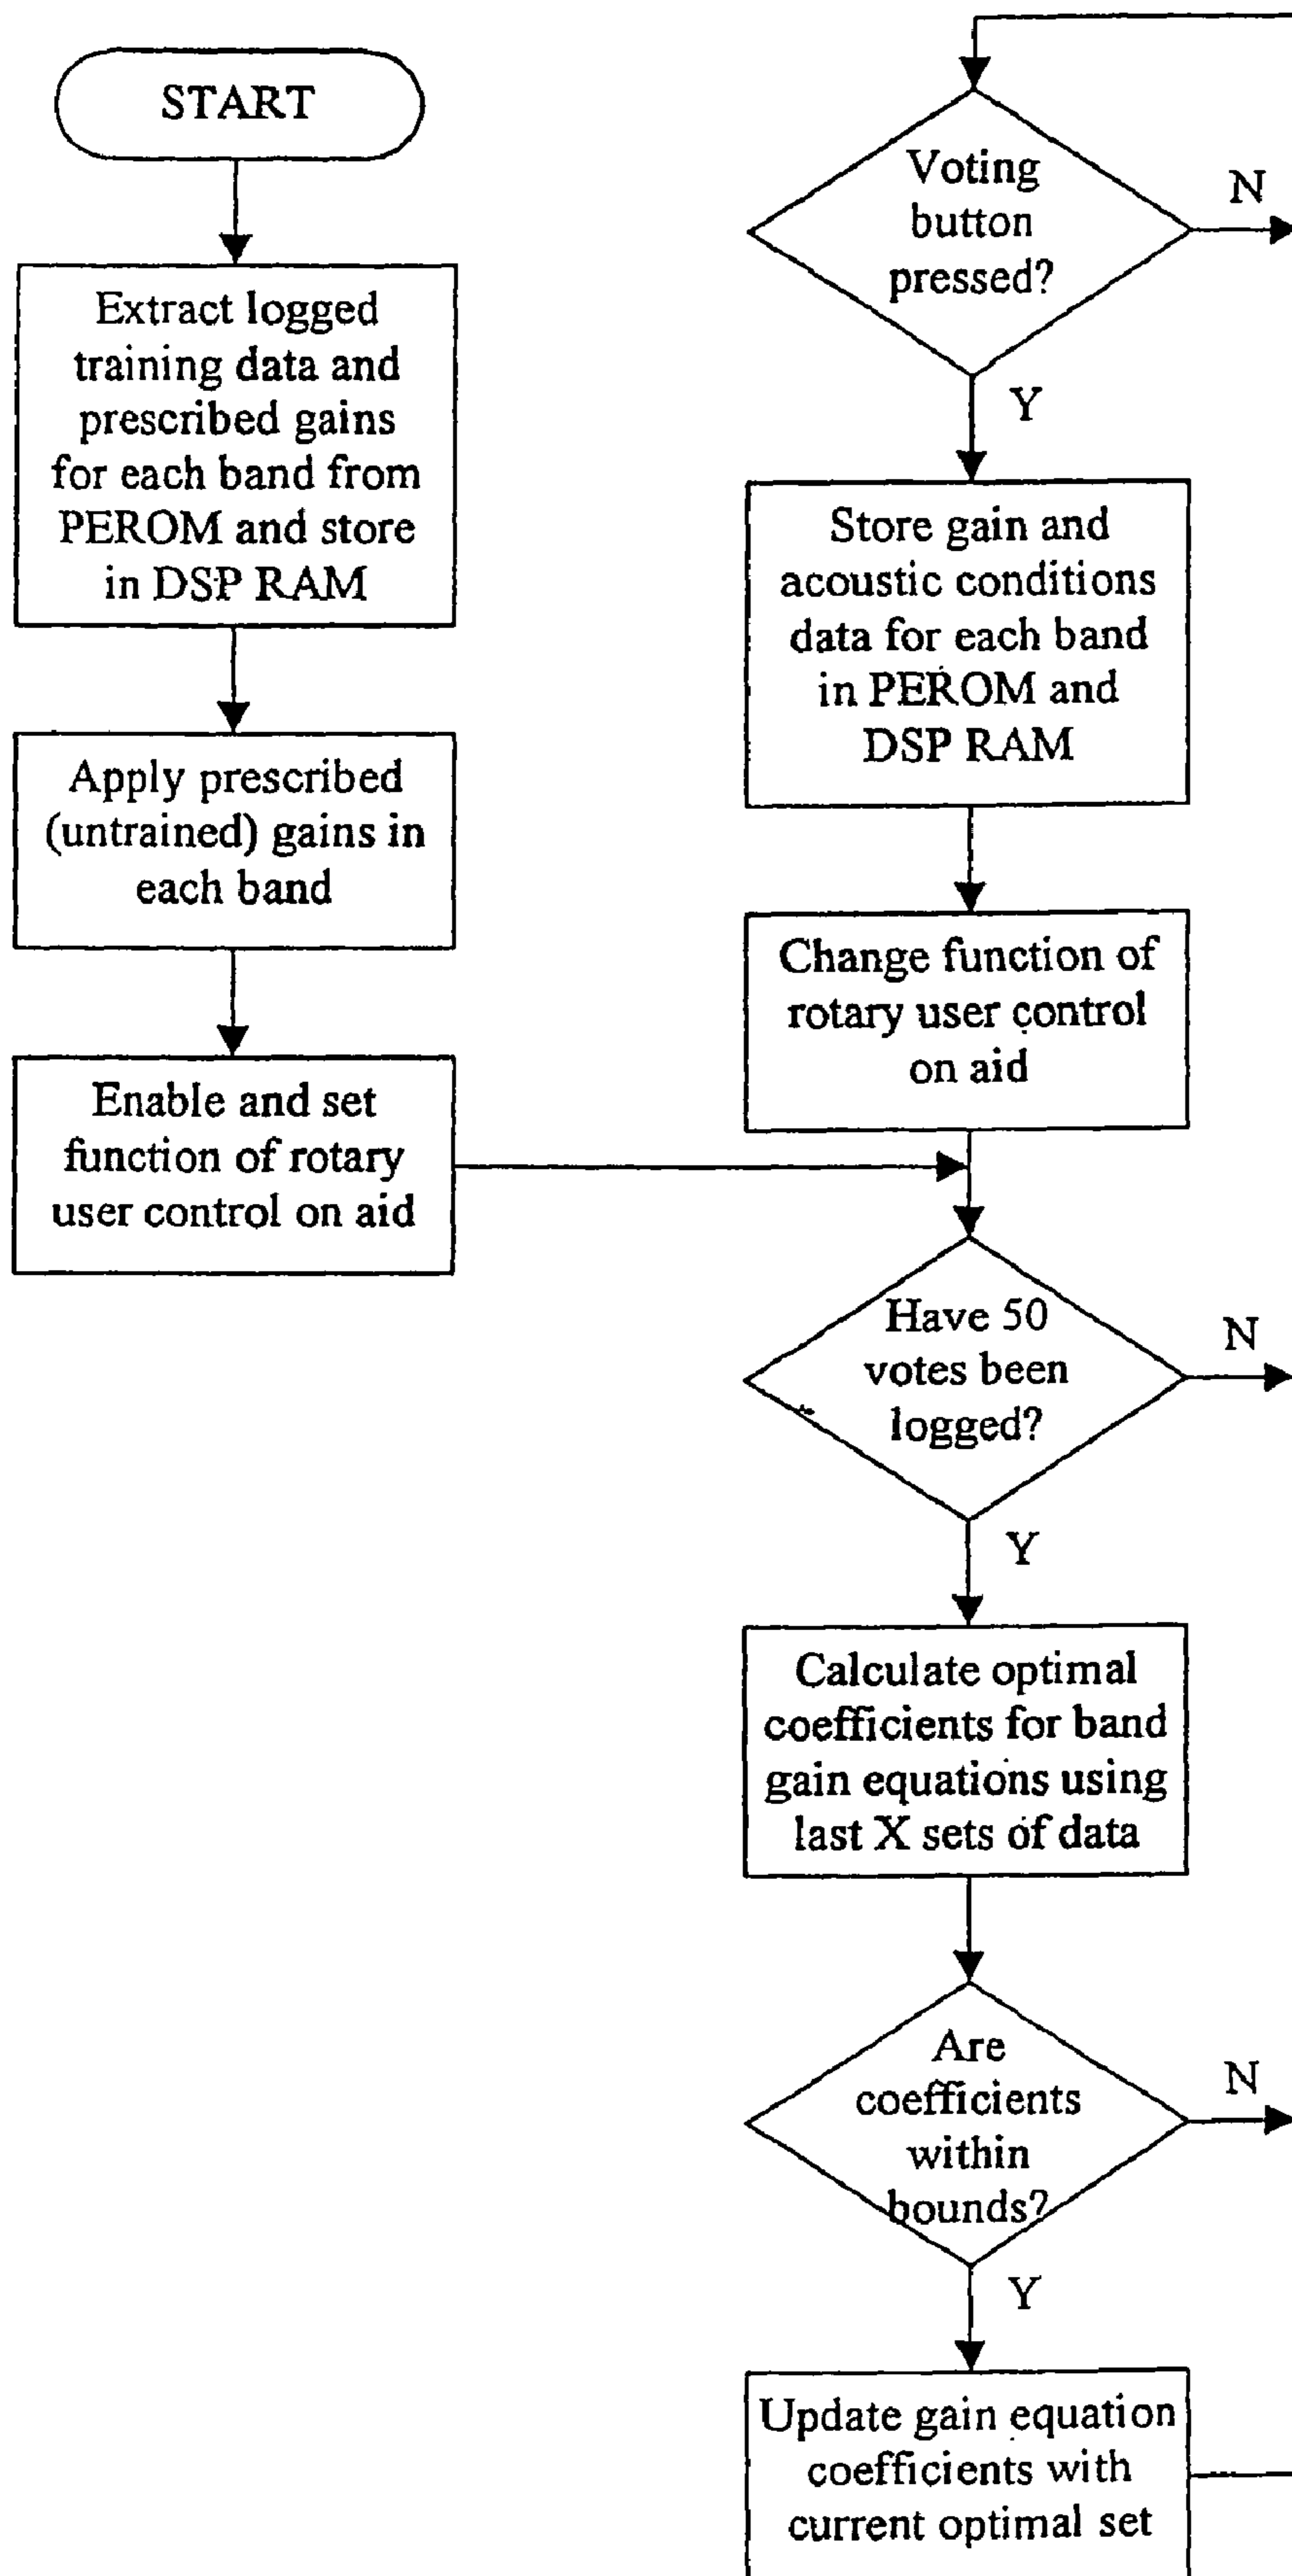 START
Extract logged
training data and
prescribed gains
for each band from
PEROM and store
in DSP RAM
Apply prescribed
(untrained) gains in
each band
Enable and set
function of rotary
user control on aid
Voting
button
pressed?
N
Y
Store gain and
acoustic conditions
data for each band
in PEROM and
DSP RAM
Change function of
rotary user control
on aid
Have 50
votes been
logged?
N
Y
Calculate optimal
coefficients for band
gain equations using
last X sets of data
Are
coefficients
within
bounds?
N
Y
Update gain equation
coefficients with
current optimal set